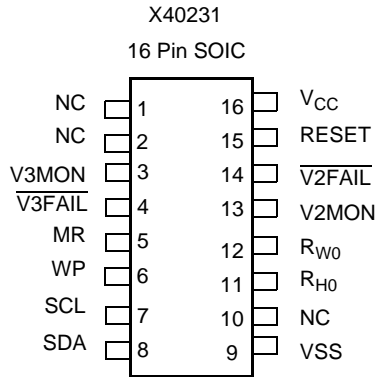 X40231
16 Pin SOIC
NC 1 16 VCC
NC 2 15 RESET
V3MON 3 14 V2FAIL
V3FAIL 4 13 V2MON
MR 5 12 RW0
WP 6 11 RH0
SCL 7 10 NC
SDA 8 9 VSS